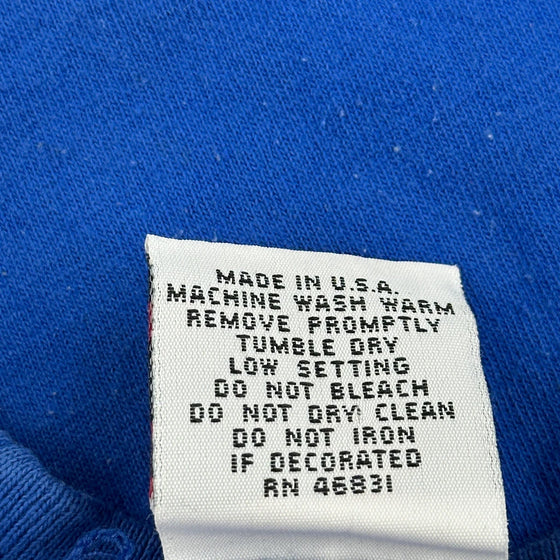 MADE IN U.S.A.
MACHINE WASH WARM
REMOVE PROMPTLY
TUMBLE DRY
LOW SETTING
DO NOT BLEACH
DO NOT DRY CLEAN
DO NOT IRON
IF DECORATED
RN 46831